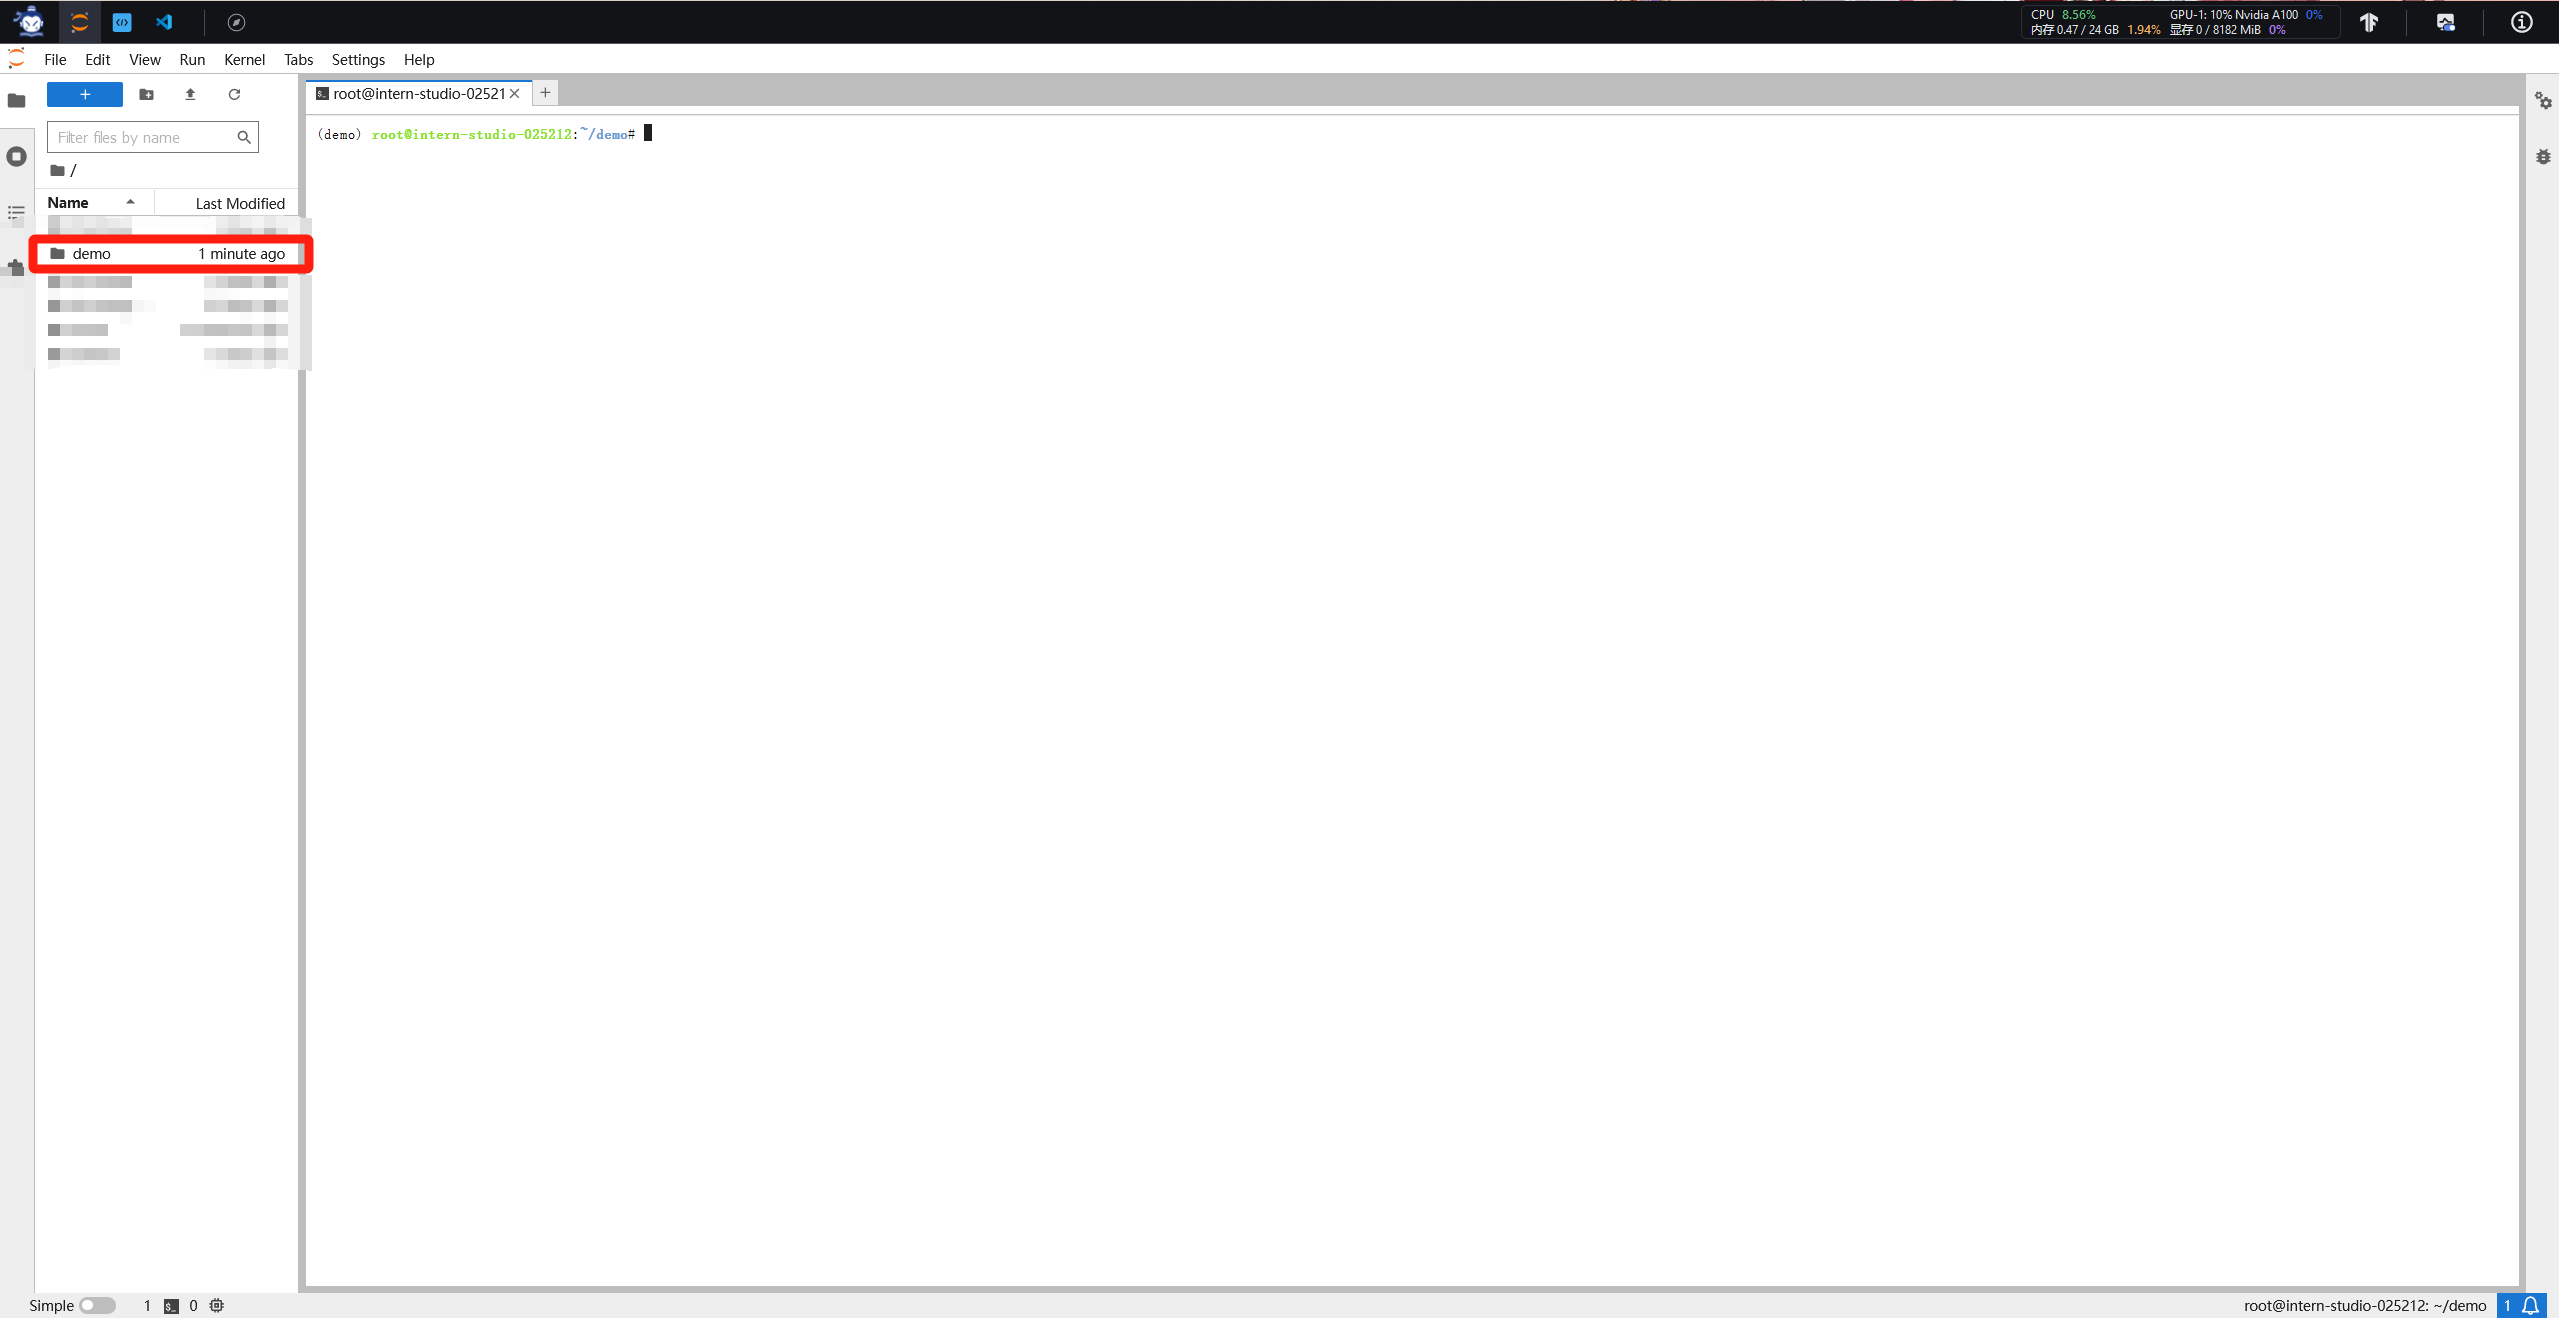 CPU 8.56% GPU-1: 10% Nvidia A100 0%
内存 0.47 / 24 GB 1.94% 显存 0 / 8182 MiB 0%
File Edit View Run Kernel Tabs Settings Help
root@intern-studio-02521
Filter files by name
(demo) root@intern-studio-025212:~/demo#
/
Name Last Modified
demo 1 minute ago
Simple 1 0 root@intern-studio-025212: ~/demo 1